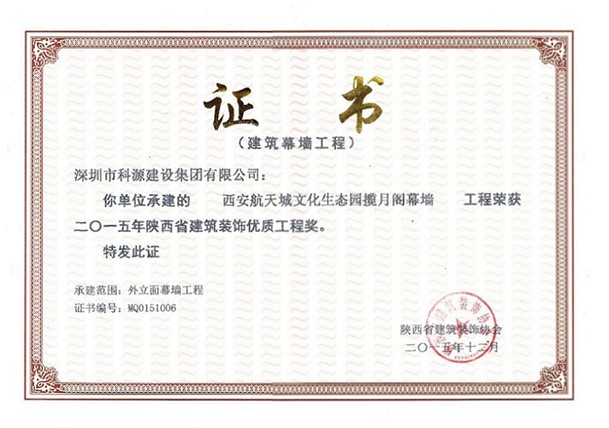 证 书
（建筑幕墙工程）
深圳市科源建设集团有限公司：
你单位承建的 西安航天城文化生态园揽月阁幕墙 工程荣获
二〇一五年陕西省建筑装饰优质工程奖。
特发此证
承建范围：外立面幕墙工程
证书编号：MQ0151006
陕西省建筑装饰协会
二〇一五年十二月